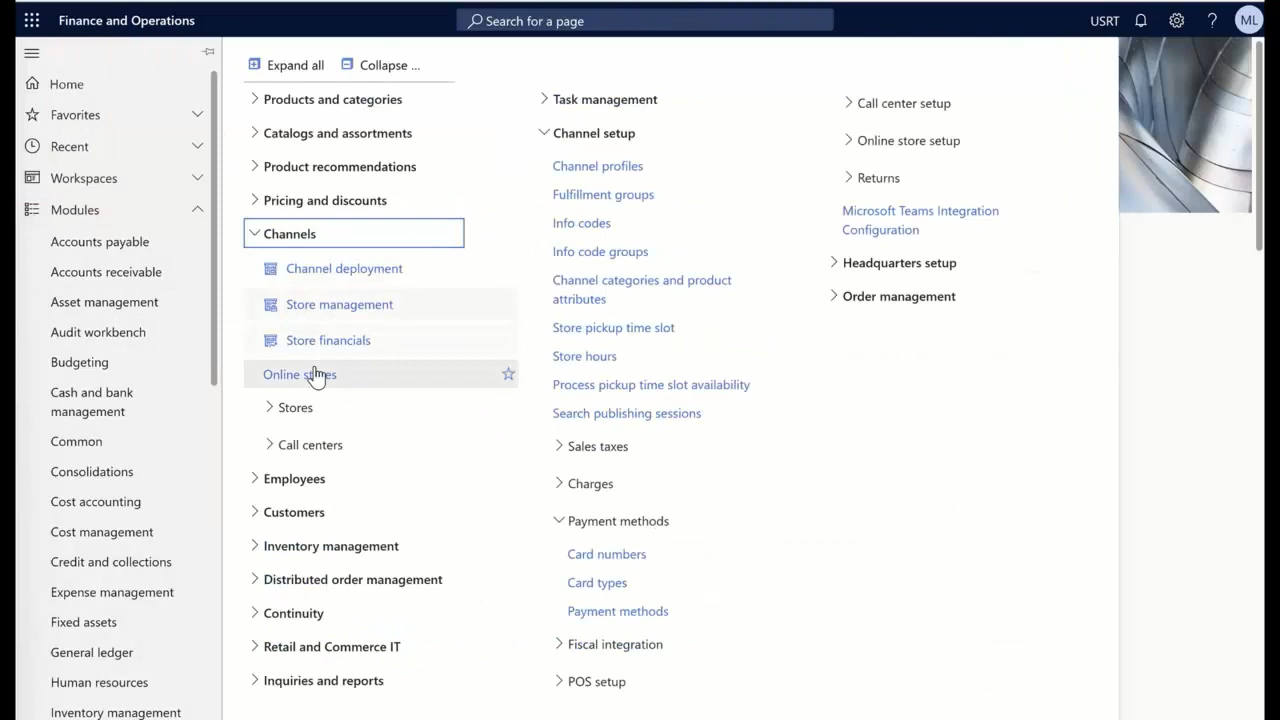 Finance and Operations
Search for a page
USRT
?
ML
Home
Favorites
Recent
Workspaces
Modules
Accounts payable
Accounts receivable
Asset management
Audit workbench
Budgeting
Cash and bank
management
Common
Consolidations
Cost accounting
Cost management
Credit and collections
Expense management
Fixed assets
General ledger
Human resources
Inventory management
Expand all
Collapse ...
Products and categories
Catalogs and assortments
Product recommendations
Pricing and discounts
Channels
Channel deployment
Store management
Store financials
Online stores
Stores
Call centers
Employees
Customers
Inventory management
Distributed order management
Continuity
Retail and Commerce IT
Inquiries and reports
Task management
Channel setup
Channel profiles
Fulfillment groups
Info codes
Info code groups
Channel categories and product
attributes
Store pickup time slot
Store hours
Process pickup time slot availability
Search publishing sessions
Sales taxes
Charges
Payment methods
Card numbers
Card types
Payment methods
Fiscal integration
POS setup
Call center setup
Online store setup
Returns
Microsoft Teams Integration
Configuration
Headquarters setup
Order management